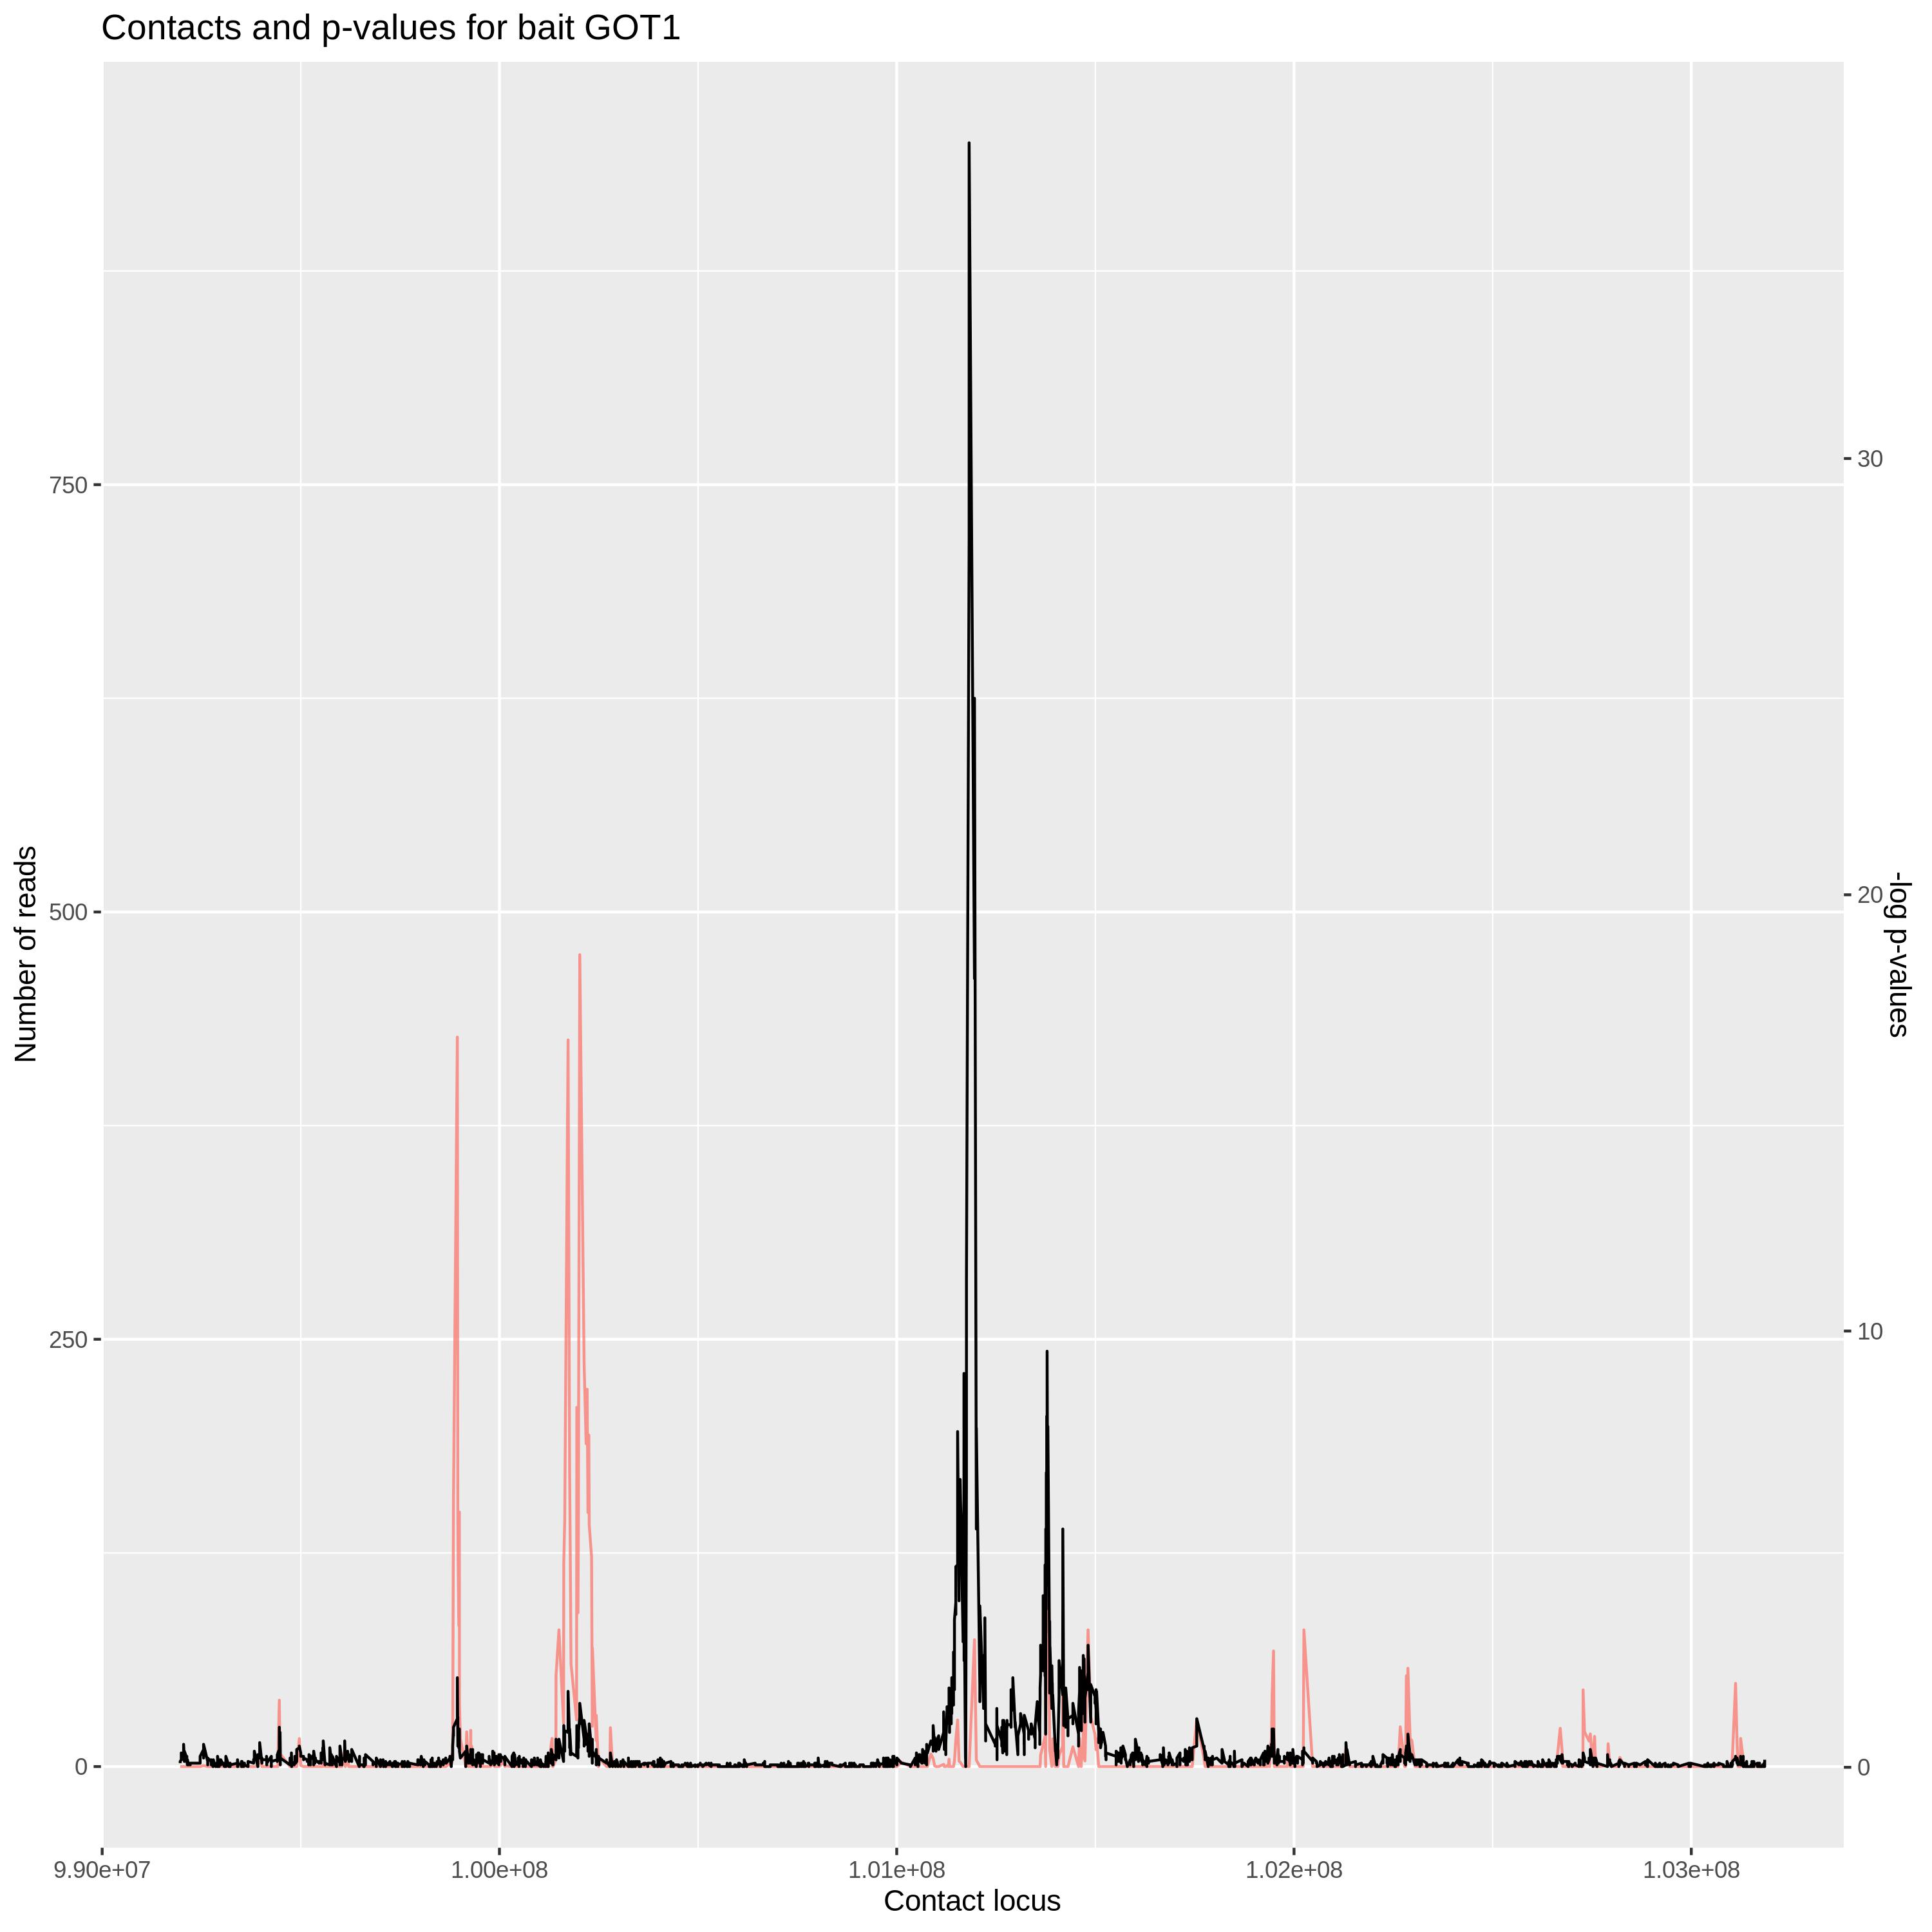 Contacts and p-values for bait GOT1
750
500
250
0
Number of reads
30
20
10
0
-log p-values
9.90e+07
1.00e+08
1.01e+08
1.02e+08
1.03e+08
Contact locus